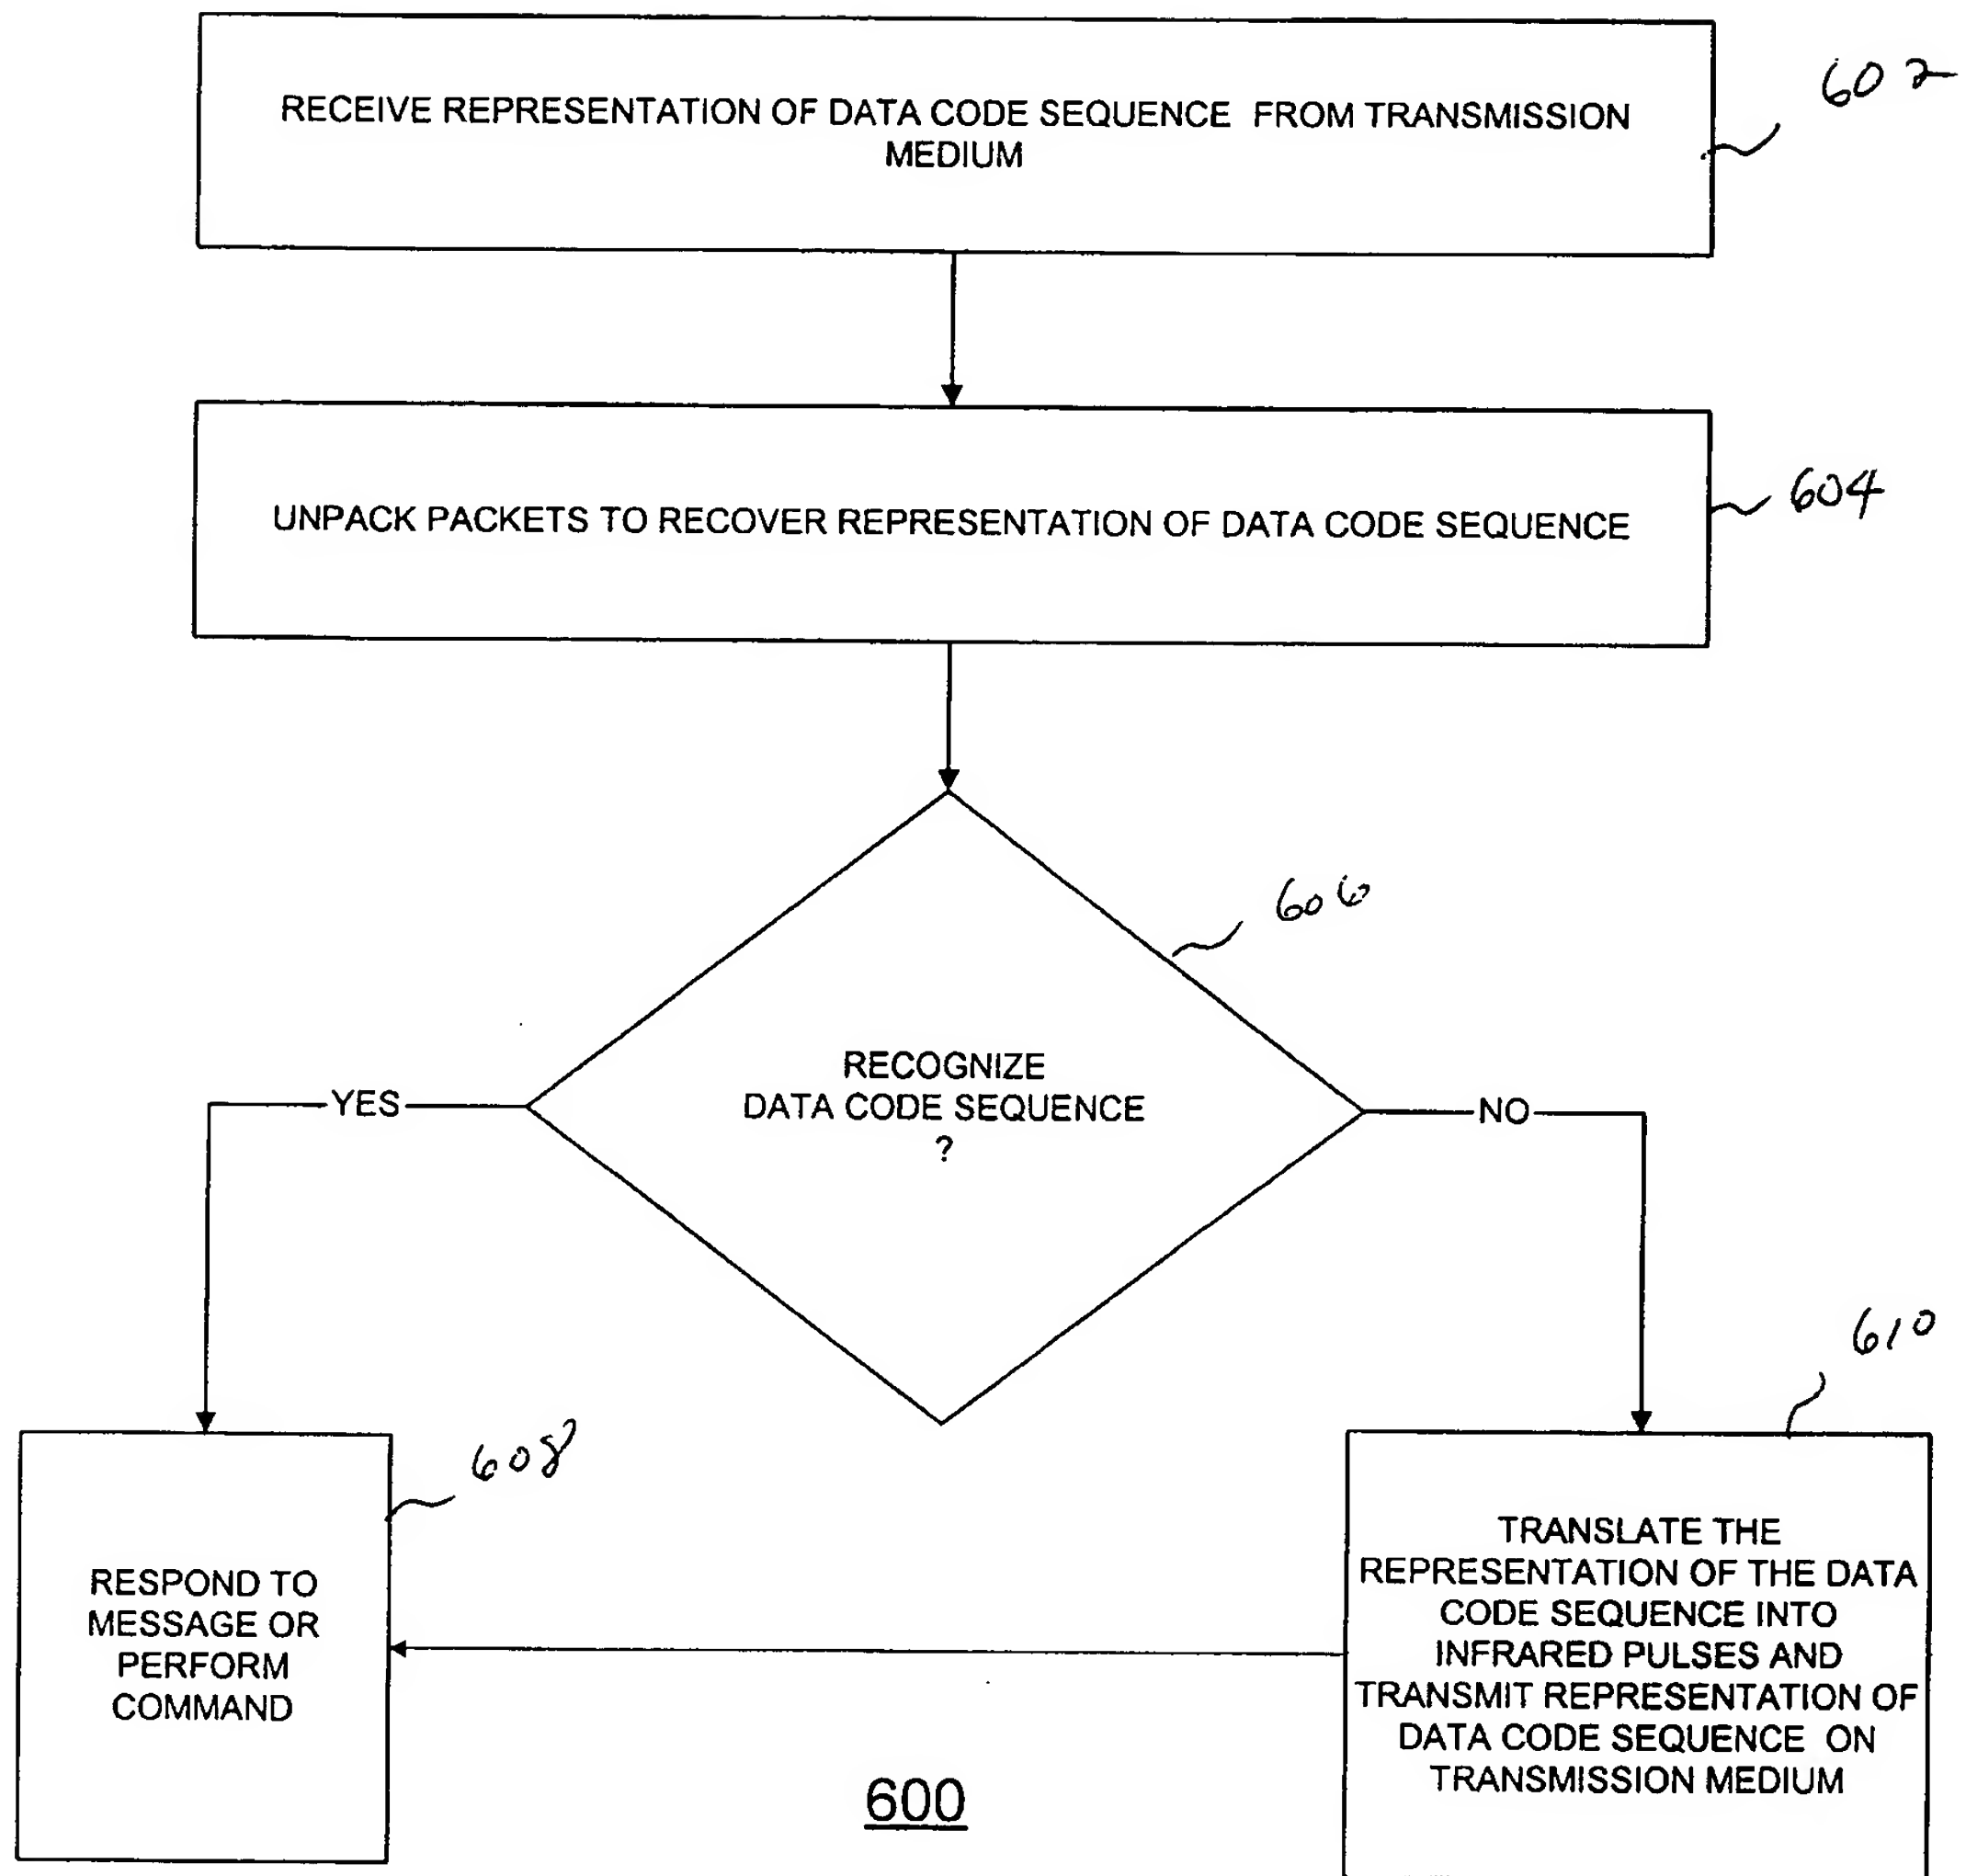 RECEIVE REPRESENTATION OF DATA CODE SEQUENCE FROM TRANSMISSION
MEDIUM
602
UNPACK PACKETS TO RECOVER REPRESENTATION OF DATA CODE SEQUENCE
604
606
RECOGNIZE
DATA CODE SEQUENCE
?
YES
NO
608
610
RESPOND TO
MESSAGE OR
PERFORM
COMMAND
TRANSLATE THE
REPRESENTATION OF THE DATA
CODE SEQUENCE INTO
INFRARED PULSES AND
TRANSMIT REPRESENTATION OF
DATA CODE SEQUENCE ON
TRANSMISSION MEDIUM
600